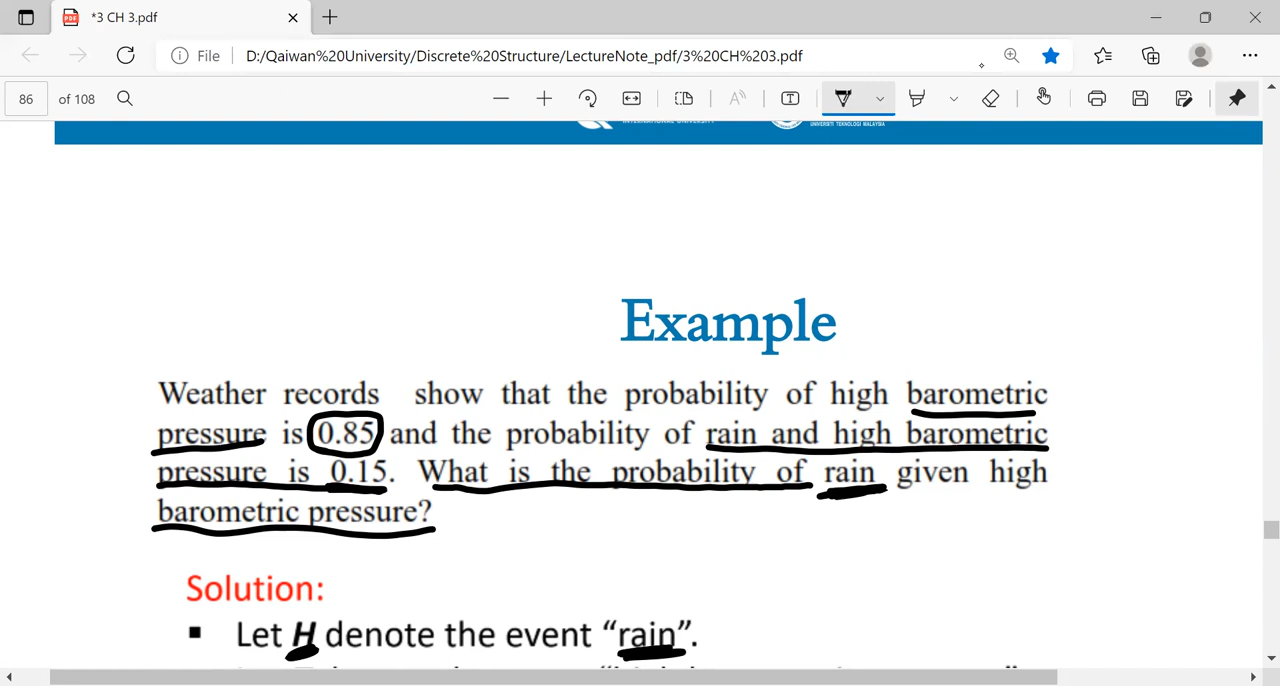 *3 CH 3.pdf
File
D:/Qaiwan%20University/Discrete%20Structure/LectureNote_pdf/3%20CH%203.pdf
86 of 108
UNIVERSITI TEKNOLOGI MALAYSIA
Example
Weather records show that the probability of high barometric
pressure is 0.85 and the probability of rain and high barometric
pressure is 0.15. What is the probability of rain given high
barometric pressure?
Solution:
▪ Let H denote the event “rain”.